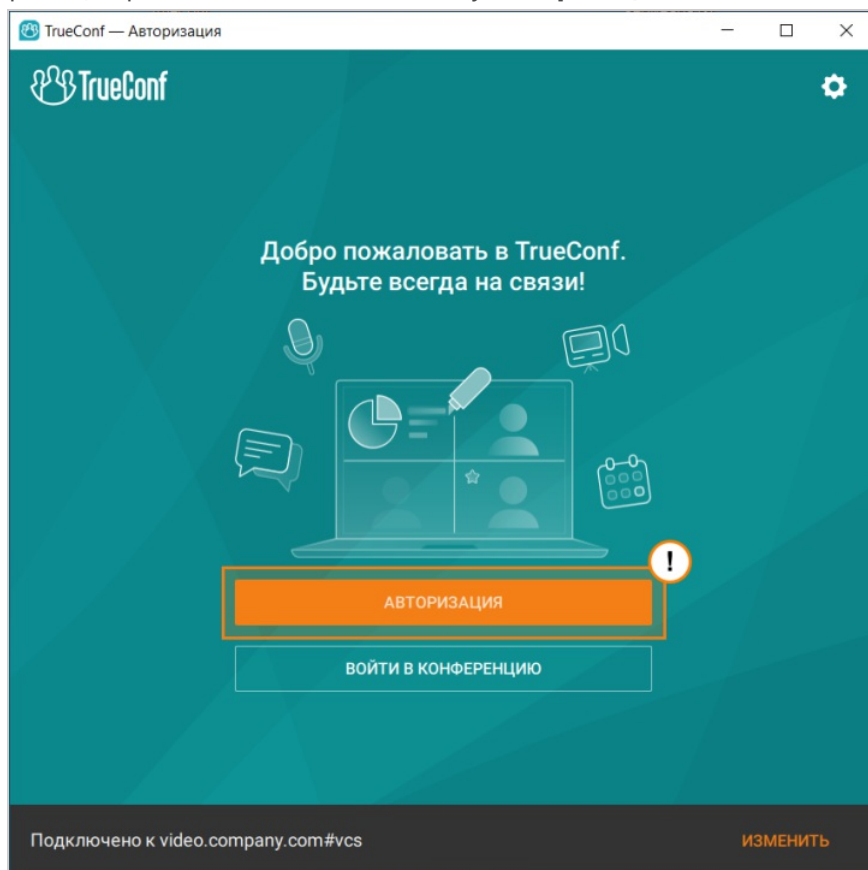 TrueConf — Авторизация
TrueConf
Добро пожаловать в TrueConf.
Будьте всегда на связи!
!
АВТОРИЗАЦИЯ
ВОЙТИ В КОНФЕРЕНЦИЮ
Подключено к video.company.com#vcs
ИЗМЕНИТЬ